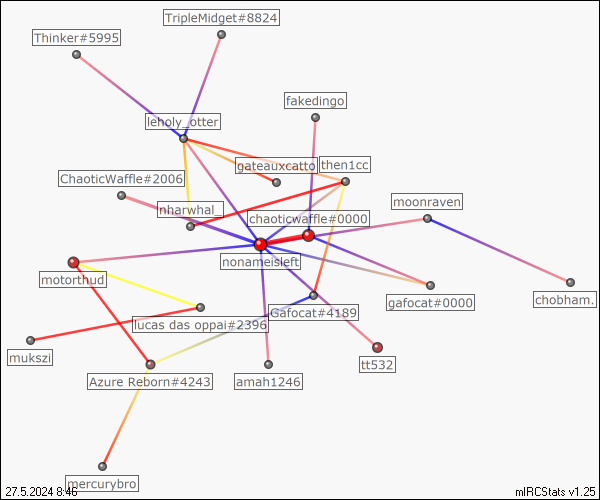 TripleMidget#8824
Thinker#5995
fakedingo
leholy_otter
gateauxcatto
then1cc
ChaoticWaffle#2006
moonraven
nharwhal_
chaoticwaffle#0000
nonameisleft
motorthud
chobham.
gafocat#0000
Gafocat#4189
lucas das oppai#2396
mukszi
tt532
Azure Reborn#4243
amah1246
mercurybro
27.5.2024 8:46
mIRCStats v1.25